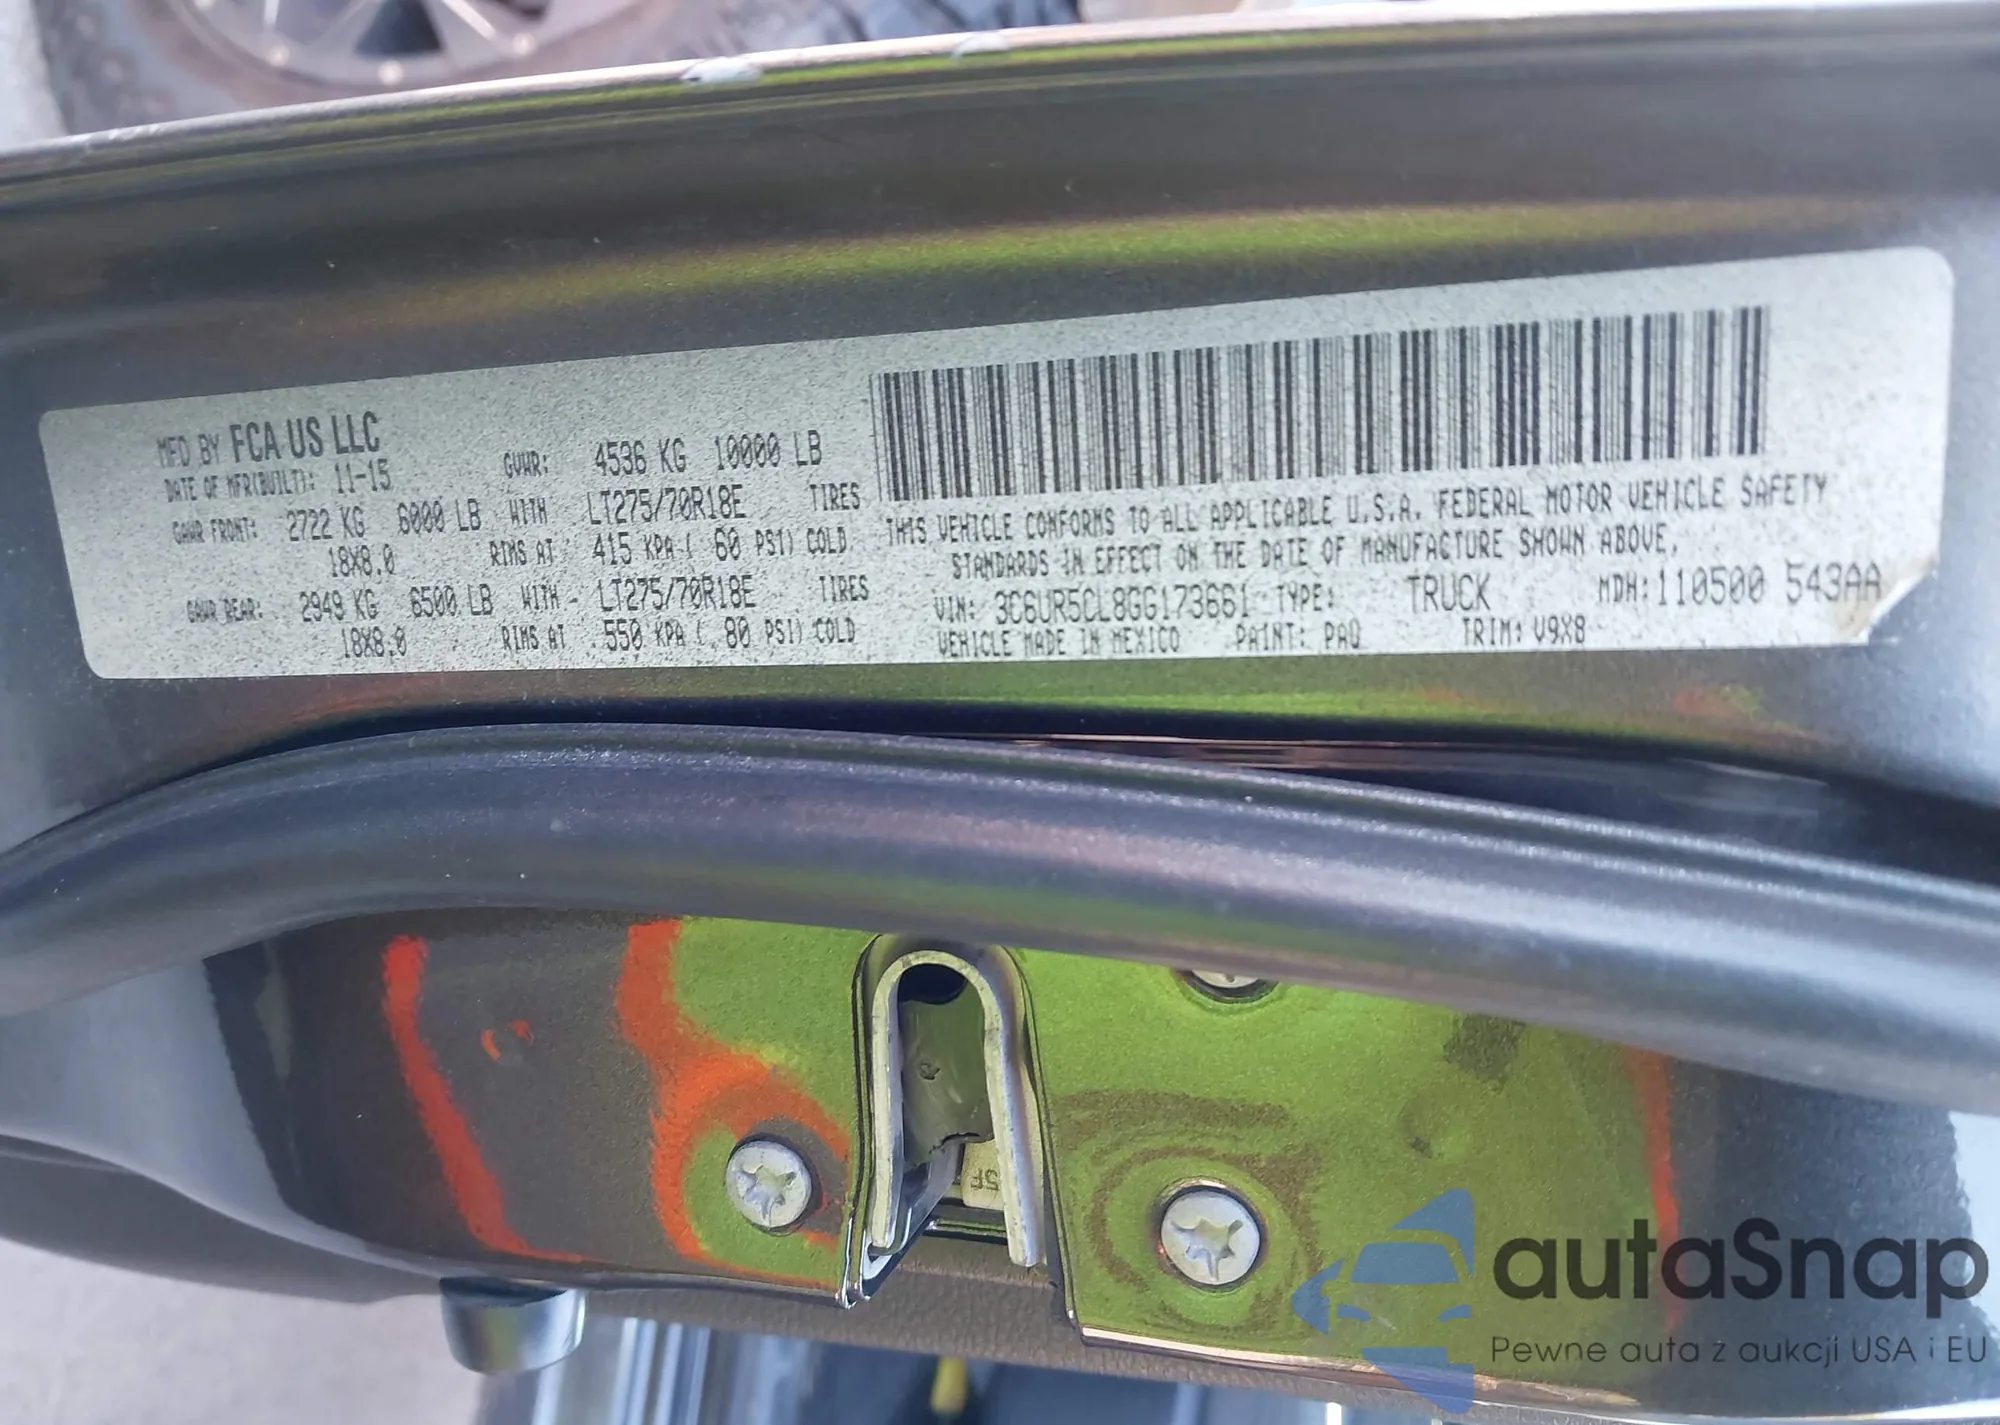 MFD BY FCA US LLC
DATE OF MFR(BUILT): 11-15 GVWR: 4536 KG 10000 LB
GAWR FRONT: 2722 KG 6000 LB WITH LT275/70R18E TIRES
18X8.0 RIMS AT 415 KPA ( 60 PSI) COLD
GAWR REAR: 2949 KG 6500 LB WITH LT275/70R18E TIRES
18X8.0 RIMS AT 550 KPA ( 80 PSI) COLD
THIS VEHICLE CONFORMS TO ALL APPLICABLE U.S.A. FEDERAL MOTOR VEHICLE SAFETY
STANDARDS IN EFFECT ON THE DATE OF MANUFACTURE SHOWN ABOVE.
VIN: 3C6UR5CL8GG173661 TYPE: TRUCK MDH: 110500 543AA
VEHICLE MADE IN MEXICO PAINT: PAQ TRIM: V9X8
autaSnap
Pewne auta z aukcji USA i EU